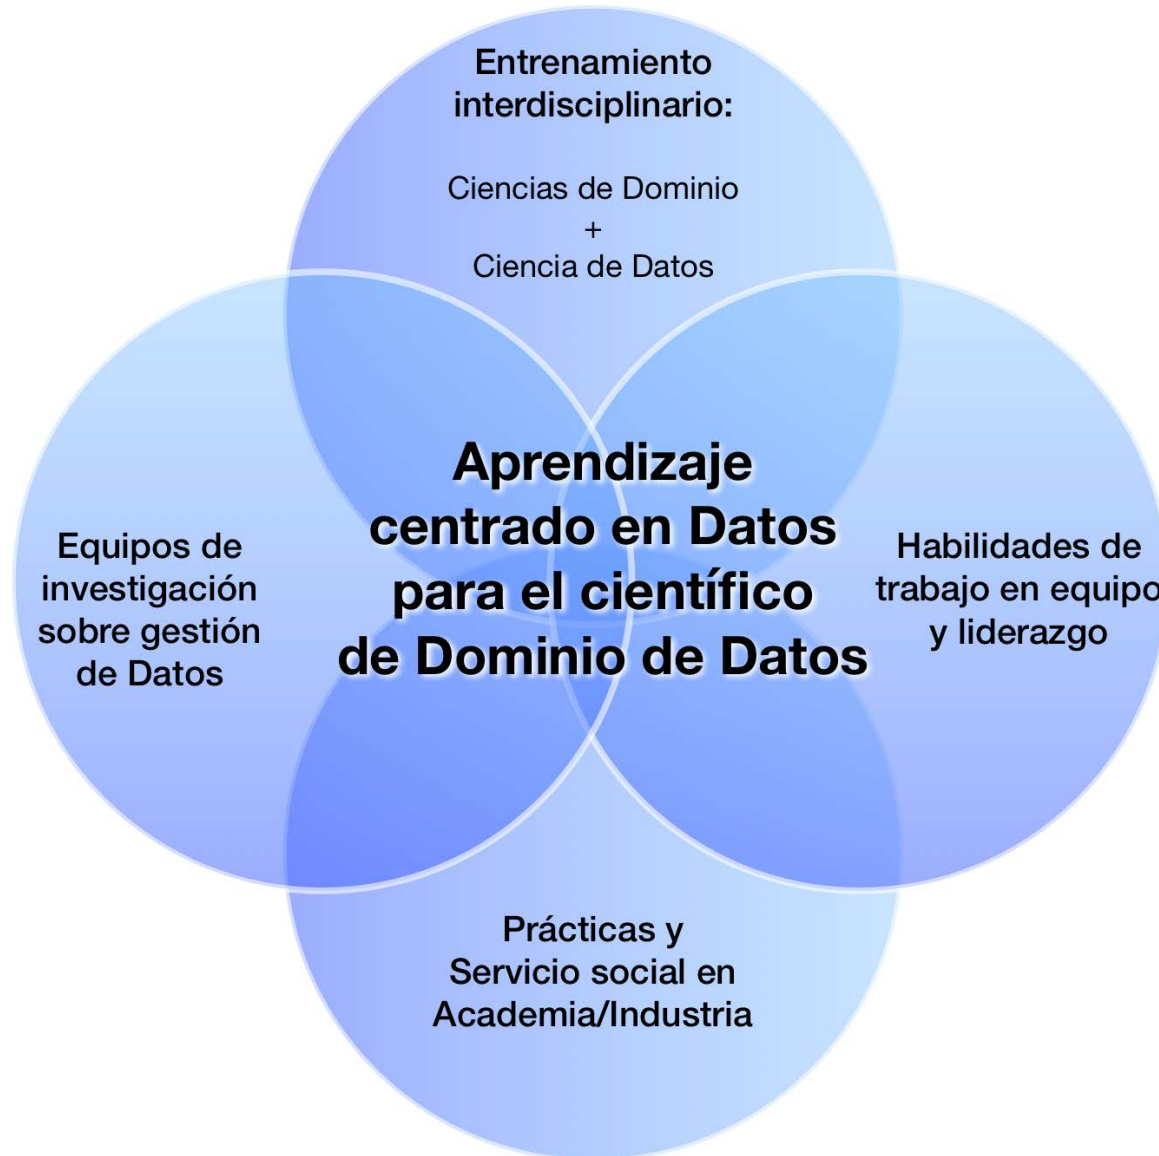 Entrenamiento
interdisciplinario:
Ciencias de Dominio
+
Ciencia de Datos
Equipos de
investigación
sobre gestión
de Datos
Aprendizaje
centrado en Datos
para el científico
de Dominio de Datos
Habilidades de
trabajo en equipo
y liderazgo
Prácticas y
Servicio social en
Academia/Industria